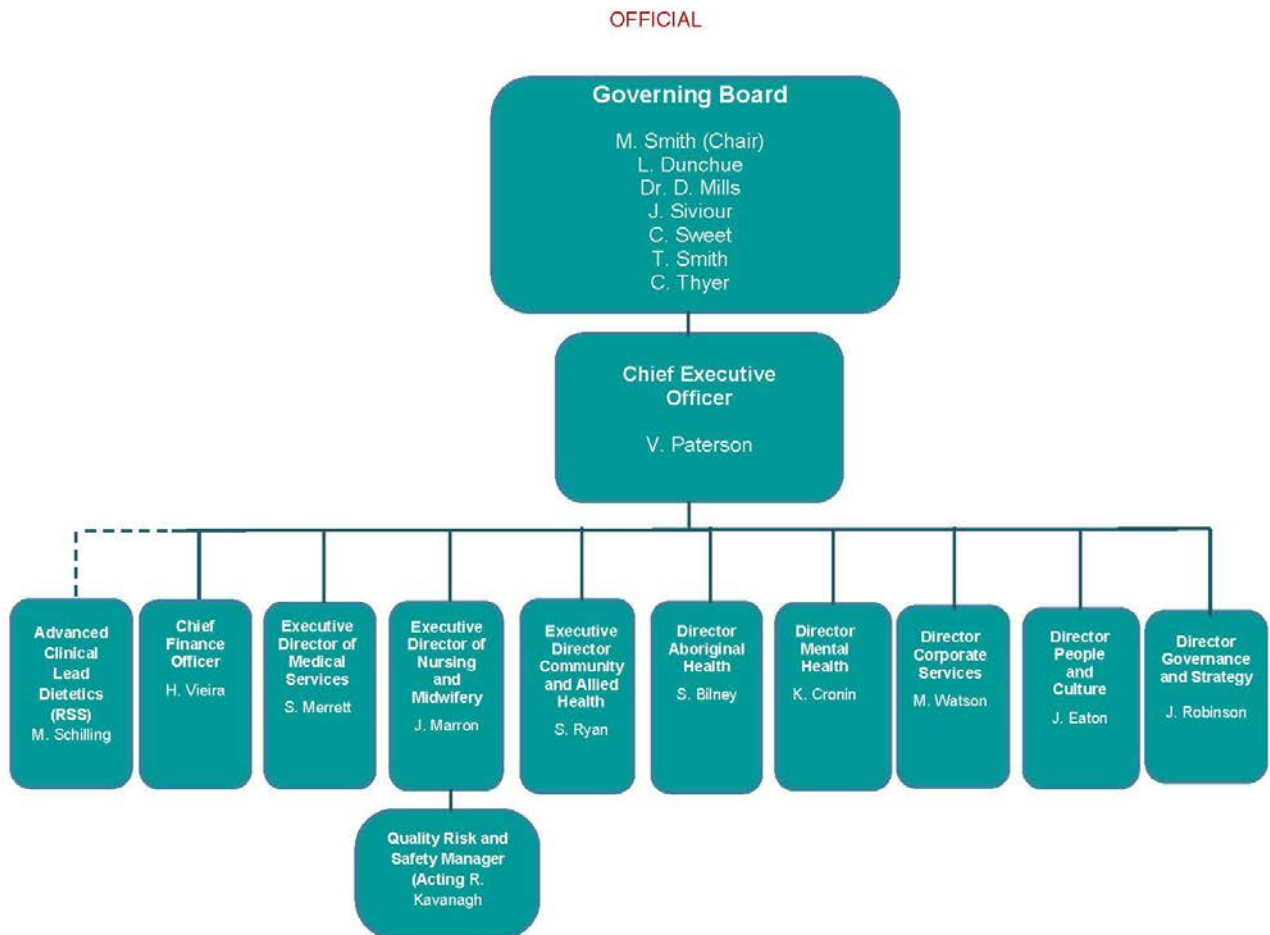 OFFICIAL
Governing Board
M. Smith (Chair)
L. Dunchue
Dr. D. Mills
J. Siviour
C. Sweet
T. Smith
C. Thyer
Chief Executive
Officer
V. Paterson
Advanced
Clinical
Lead
Dietetics
(RSS)
M. Schilling
Chief
Finance
Officer
H. Vieira
Executive
Director of
Medical
Services
S. Merrett
Executive
Director of
Nursing
and
Midwifery
J. Marron
Executive
Director
Community
and Allied
Health
S. Ryan
Director
Aboriginal
Health
S. Bilney
Director
Mental
Health
K. Cronin
Director
Corporate
Services
M. Watson
Director
People
and
Culture
J. Eaton
Director
Governance
and Strategy
J. Robinson
Quality Risk and
Safety Manager
(Acting R.
Kavanagh